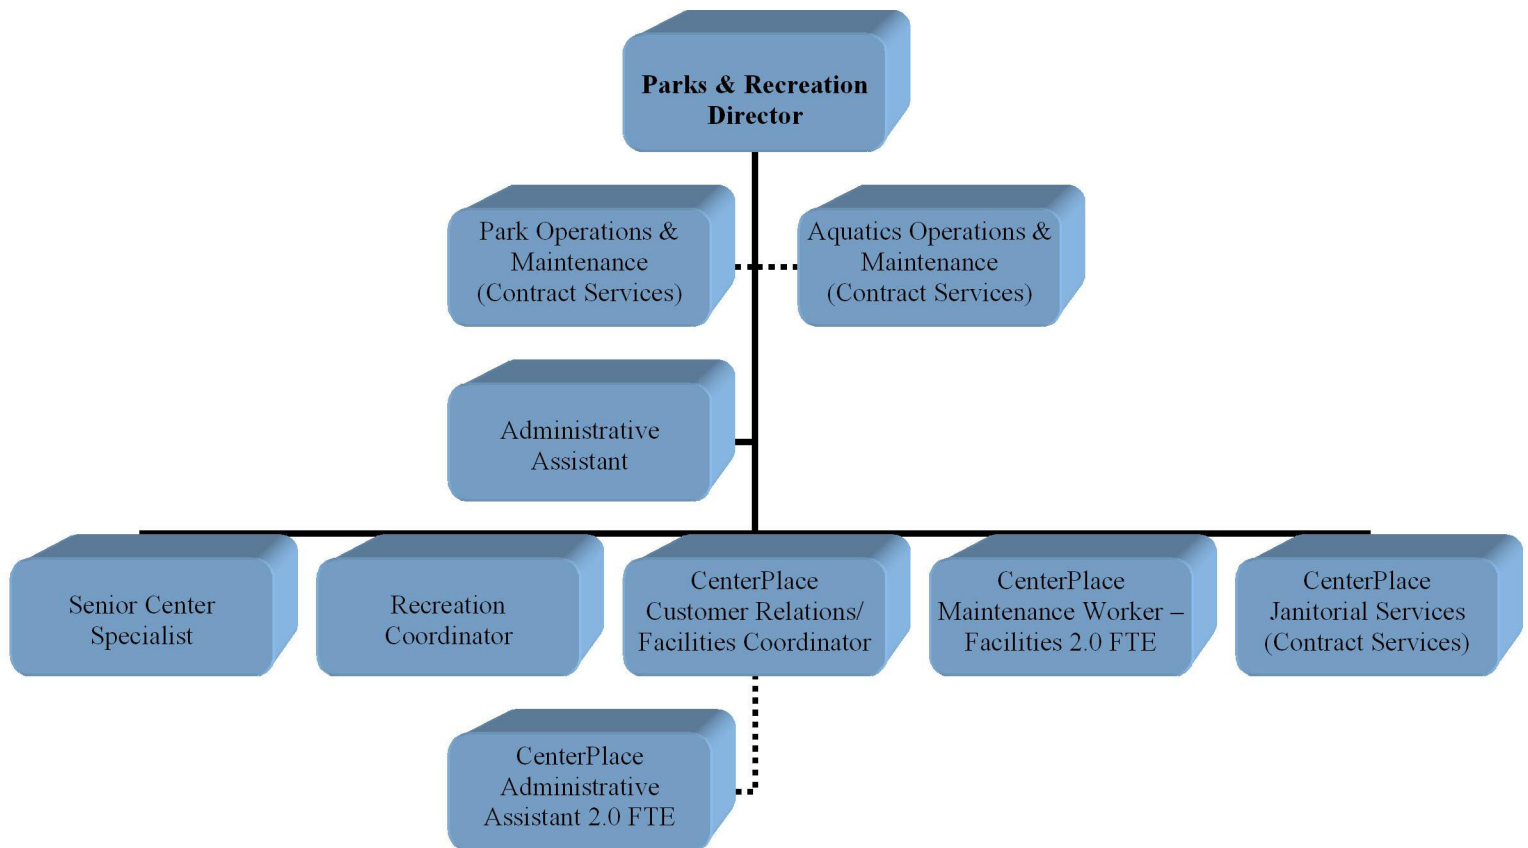 Parks & Recreation
Director
Park Operations &
Maintenance
(Contract Services)
Aquatics Operations &
Maintenance
(Contract Services)
Administrative
Assistant
Senior Center
Specialist
Recreation
Coordinator
CenterPlace
Customer Relations/
Facilities Coordinator
CenterPlace
Maintenance Worker –
Facilities 2.0 FTE
CenterPlace
Janitorial Services
(Contract Services)
CenterPlace
Administrative
Assistant 2.0 FTE